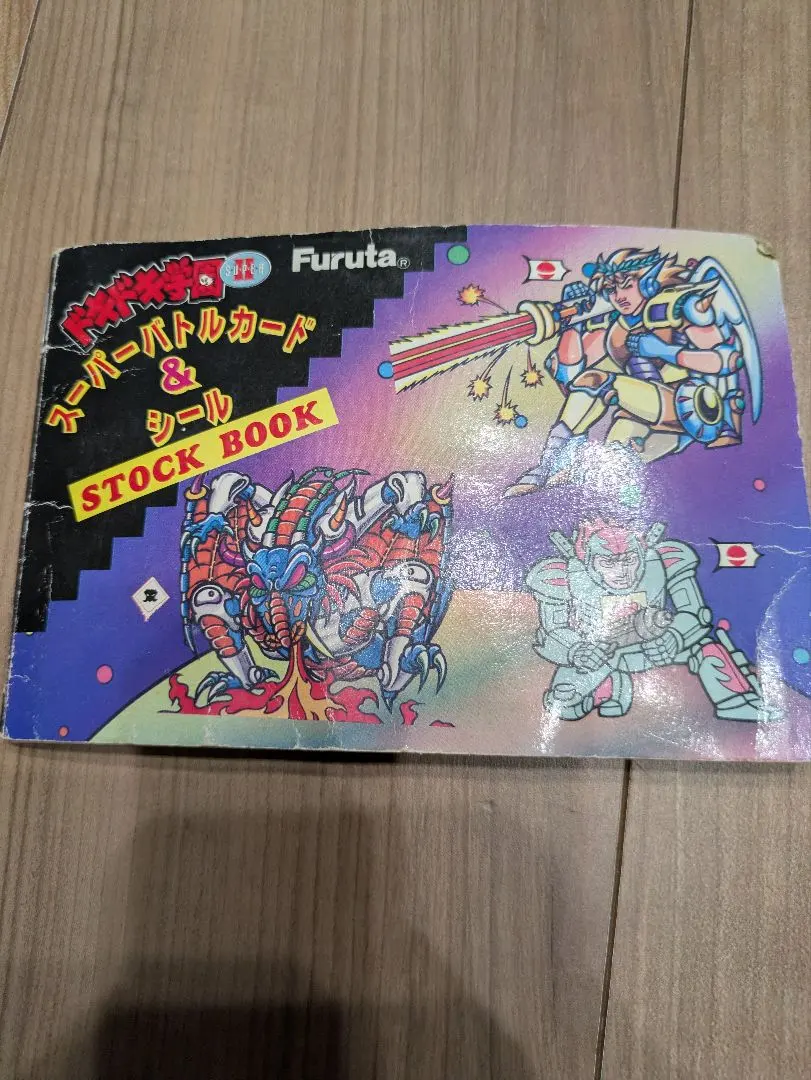 ドキドキ学園
SUPER
II
Furuta®
スーパーバトルカード
&
シール
STOCK BOOK